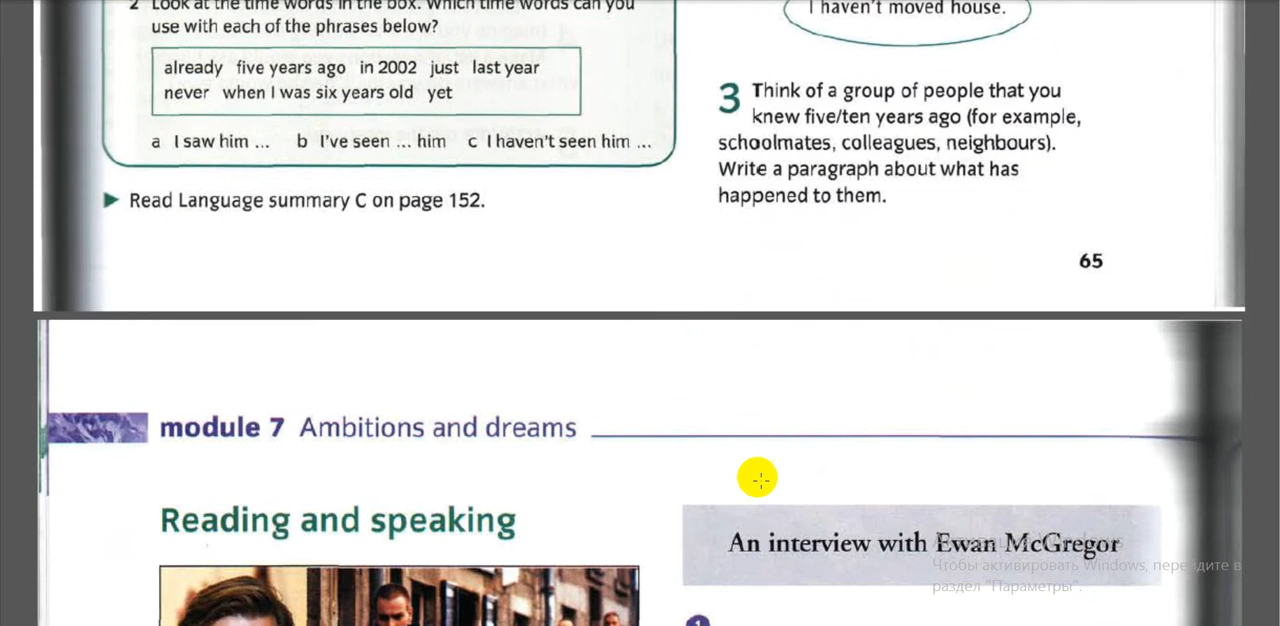 2 Look at the time words in the box. Which time words can you
use with each of the phrases below?
already five years ago in 2002 just last year
never when I was six years old yet
a I saw him ... b I've seen ... him c I haven't seen him ...
► Read Language summary C on page 152.
I haven't moved house.
3 Think of a group of people that you
knew five/ten years ago (for example,
schoolmates, colleagues, neighbours).
Write a paragraph about what has
happened to them.
65
module 7 Ambitions and dreams
Reading and speaking
An interview with Ewan McGregor
Активация Windows
Чтобы активировать Windows, перейдите в
раздел "Параметры".
1